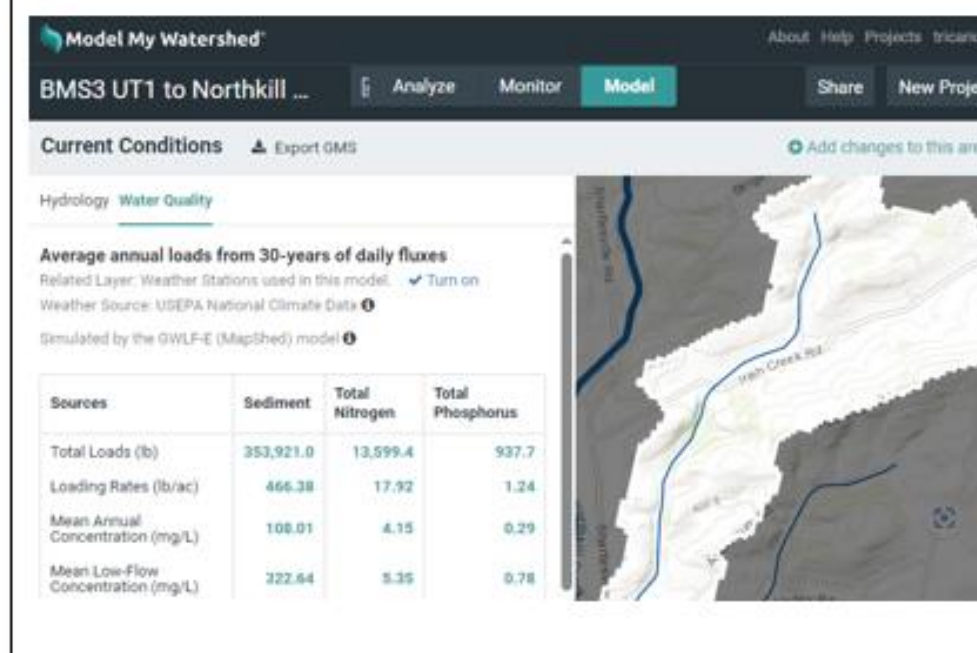 Model My Watershed
About Help Projects
BMS3 UT1 to Northkill ...
Analyze Monitor Model
Share New Proje
Current Conditions Export GMS
Add changes to this are
Hydrology Water Quality
Average annual loads from 30-years of daily fluxes
Related Layer: Weather Stations used in this model. Turn on
Weather Source: USEPA National Climate Data
Simulated by the GWLF-E (MapShed) model
Sources Sediment Total Nitrogen Total Phosphorus
Total Loads (lb) 353,921.0 13,599.4 937.7
Loading Rates (lb/ac) 466.38 17.92 1.24
Mean Annual Concentration (mg/L) 108.01 4.15 0.29
Mean Low-Flow Concentration (mg/L) 322.64 5.35 0.78
Irish Creek Rd